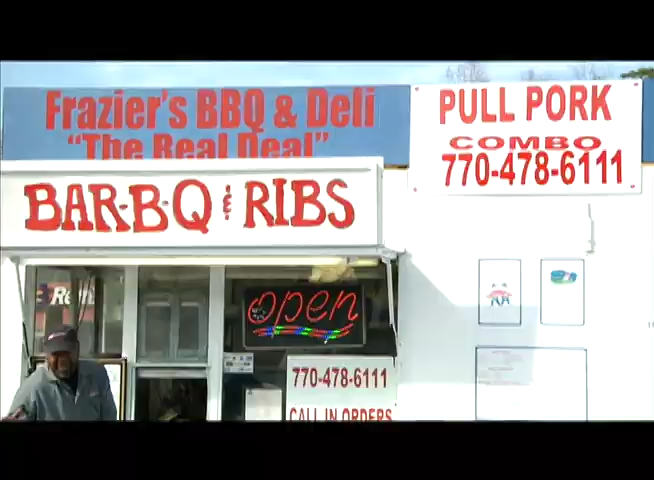 Frazier's BBQ & Deli
"The Real Deal"
PULL PORK
COMBO
770-478-6111
BAR-B-Q & RIBS
open
770-478-6111
CALL IN ORDERS